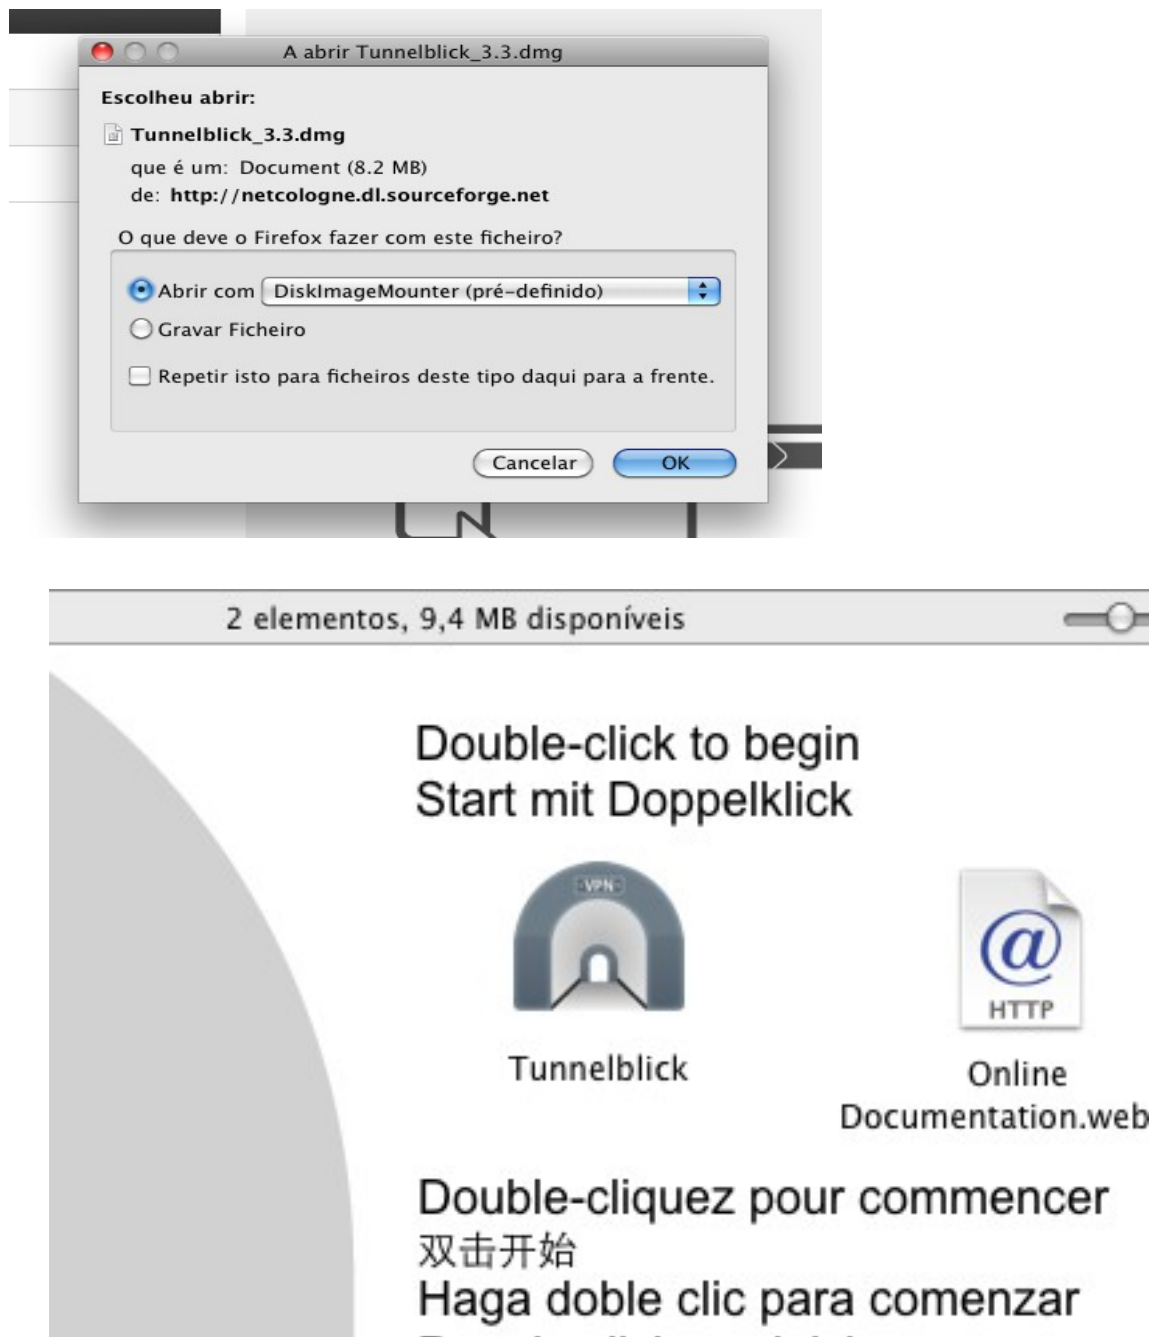 A abrir Tunnelblick_3.3.dmg
Escolheu abrir:
Tunnelblick_3.3.dmg
que é um: Document (8.2 MB)
de: http://netcologne.dl.sourceforge.net
O que deve o Firefox fazer com este ficheiro?
Abrir com DiskImageMounter (pré-definido)
Gravar Ficheiro
Repetir isto para ficheiros deste tipo daqui para a frente.
Cancelar OK
2 elementos, 9,4 MB disponíveis
Double-click to begin
Start mit Doppelklick
VPN
HTTP
Tunnelblick
Online
Documentation.web
Double-cliquez pour commencer
双击开始
Haga doble clic para comenzar